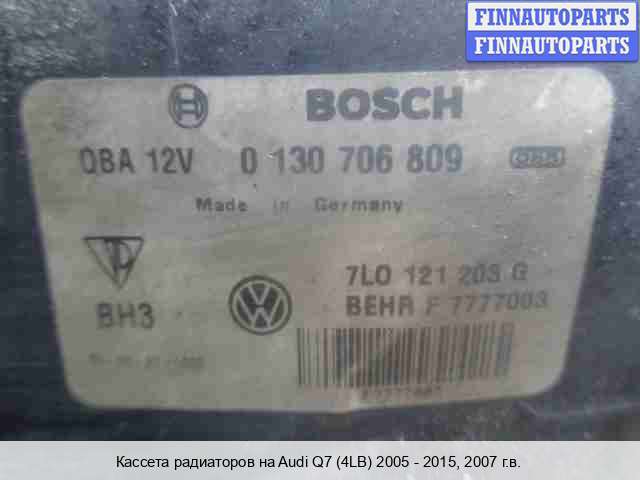 FINNAUTOPARTS
FINNAUTOPARTS
BOSCH
QBA 12V 0 130 706 809
Made in Germany
7L0 121 203 G
BH3
BEHR F 7777003
Кассета радиаторов на Audi Q7 (4LB) 2005 - 2015, 2007 г.в.